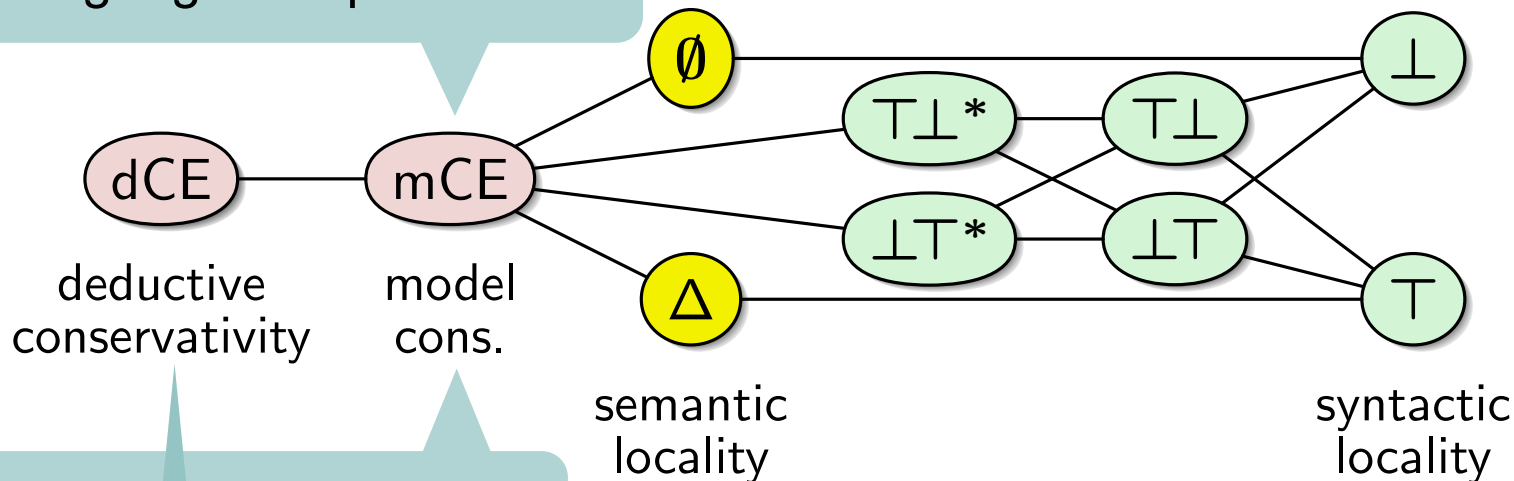 ∅
⊥
⊤⊥*
⊤⊥
dCE
mCE
⊥⊤*
⊥⊤
Δ
⊤
deductive
conservativity
model
cons.
semantic
locality
syntactic
locality